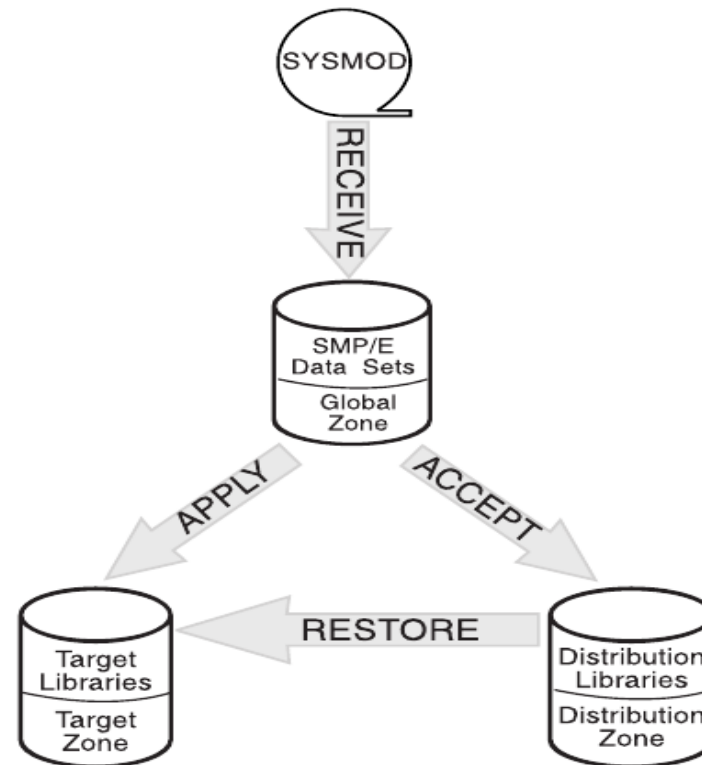 SYSMOD
RECEIVE
SMP/E
Data Sets
Global
Zone
APPLY
ACCEPT
RESTORE
Target
Libraries
Target
Zone
Distribution
Libraries
Distribution
Zone